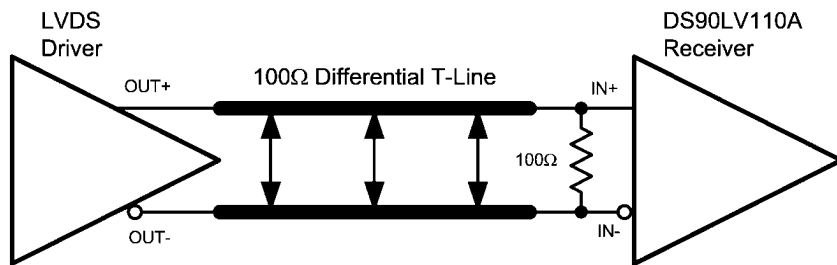 LVDS
Driver
DS90LV110A
Receiver
OUT+
100Ω Differential T-Line
IN+
100Ω
OUT-
IN-